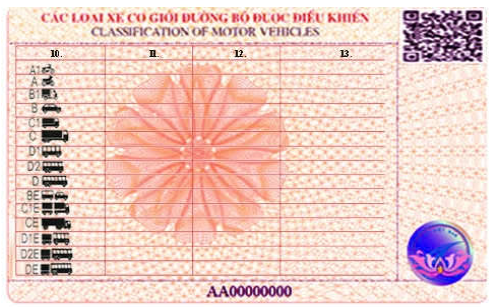 CÁC LOẠI XE CƠ GIỚI ĐƯỜNG BỘ ĐƯỢC ĐIỀU KHIỂN
CLASSIFICATION OF MOTOR VEHICLES
10. 11. 12. 13.
A1
A
B1
B
C1
C
D1
D2
D
BE
C1E
CE
D1E
D2E
DE
AA00000000